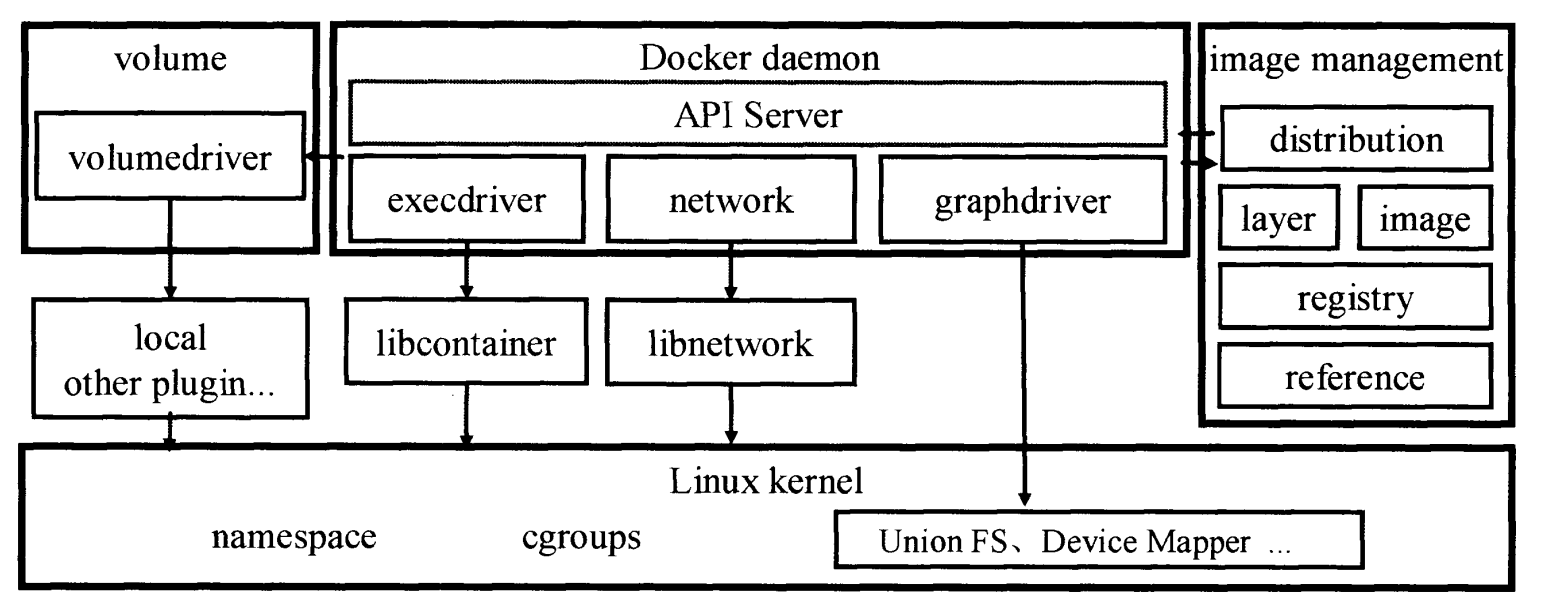 volume
volumedriver
local
other plugin...
Docker daemon
API Server
execdriver
network
graphdriver
libcontainer
libnetwork
image management
distribution
layer
image
registry
reference
Linux kernel
namespace
cgroups
Union FS、Device Mapper ...